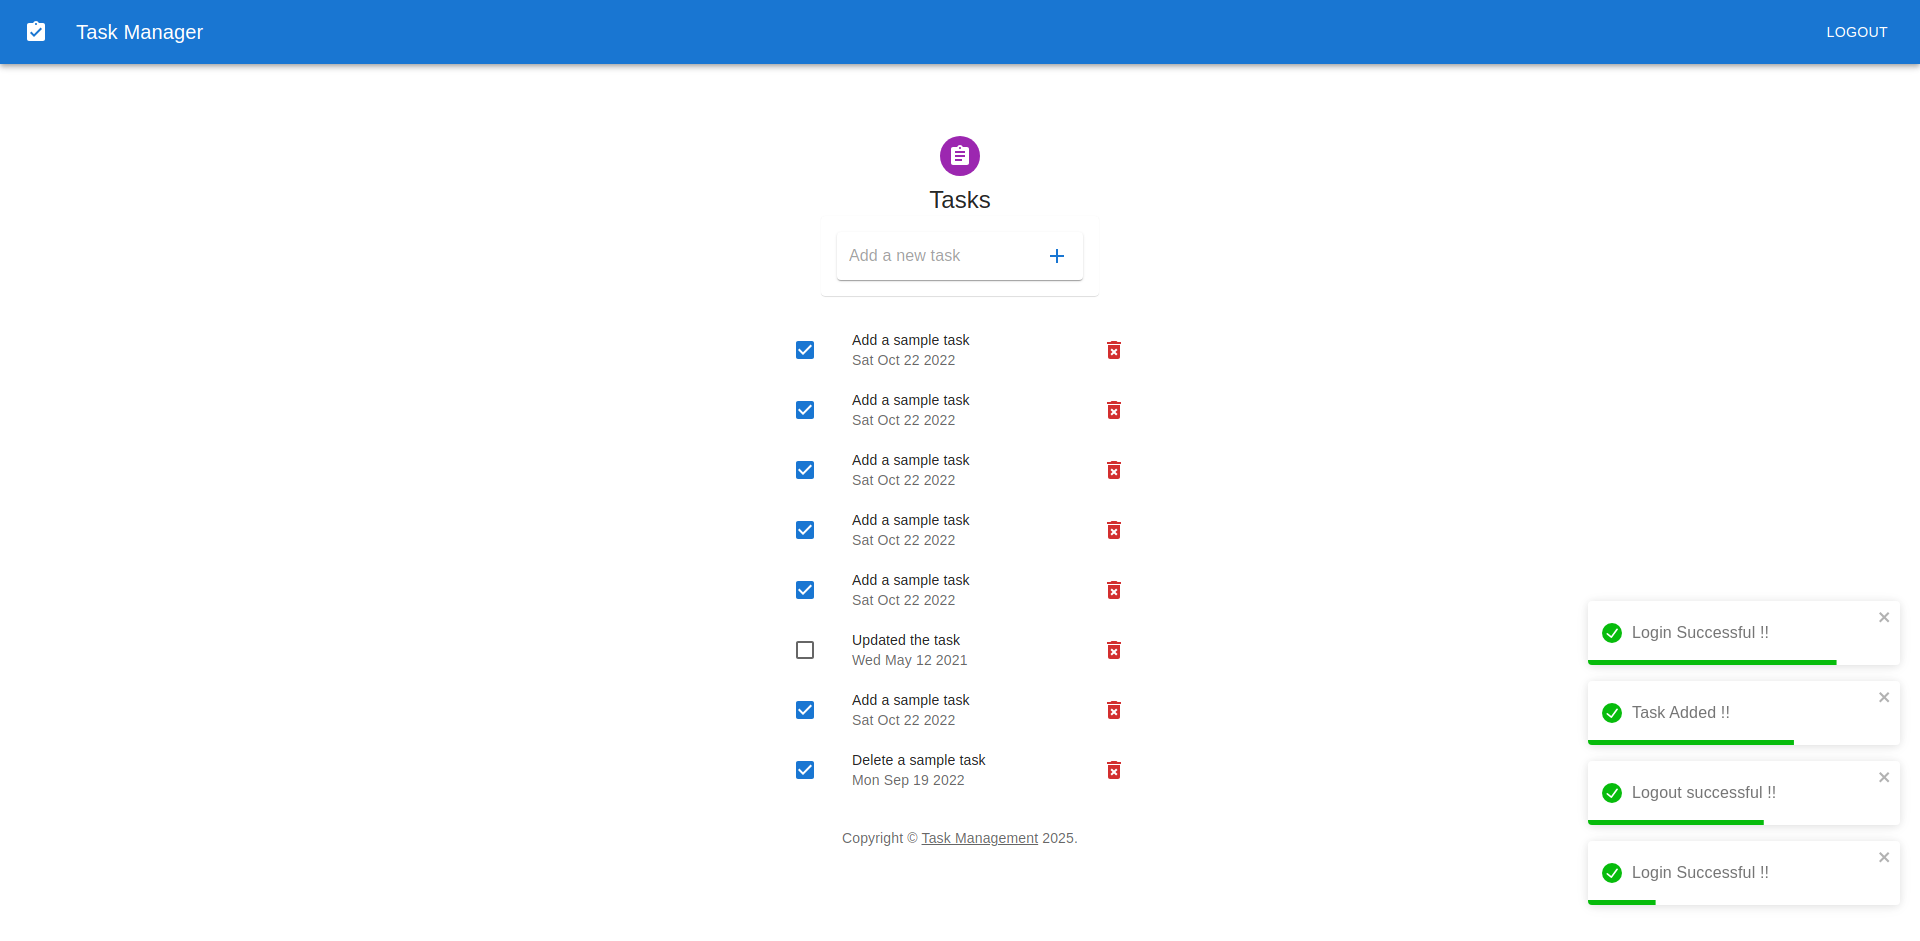 Task Manager
LOGOUT
Tasks
Add a new task
Add a sample task
Sat Oct 22 2022
Add a sample task
Sat Oct 22 2022
Add a sample task
Sat Oct 22 2022
Add a sample task
Sat Oct 22 2022
Add a sample task
Sat Oct 22 2022
Updated the task
Wed May 12 2021
Add a sample task
Sat Oct 22 2022
Delete a sample task
Mon Sep 19 2022
Copyright © Task Management 2025.
Login Successful !!
Task Added !!
Logout successful !!
Login Successful !!